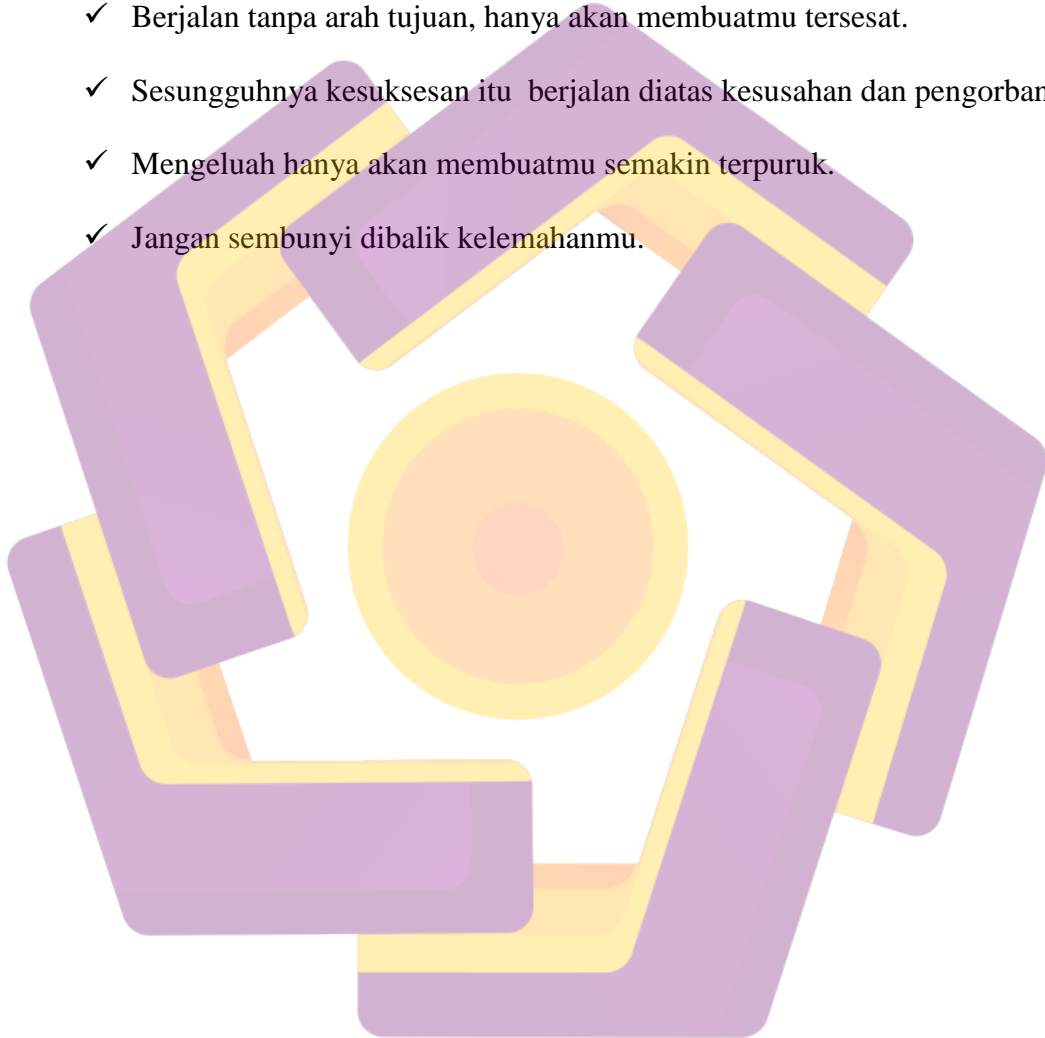 ✓ Berjalan tanpa arah tujuan, hanya akan membuatmu tersesat.
✓ Sesungguhnya kesuksesan itu  berjalan diatas kesusahan dan
✓ Mengeluah hanya akan membuatmu semakin terpuruk.
✓ Jangan sembunyi dibalik kelemahanmu.